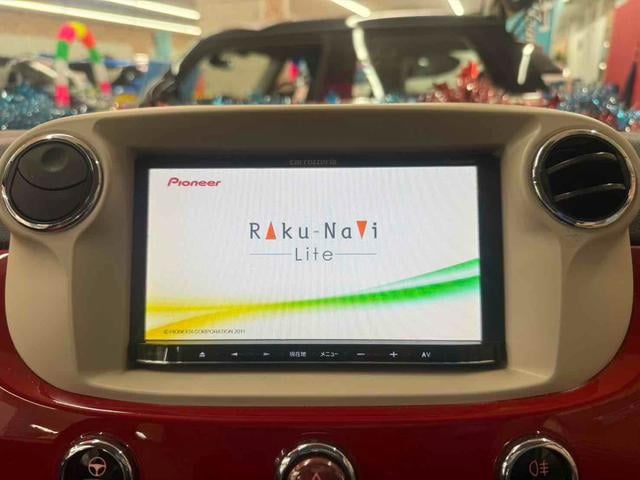 carrozzeria
Pioneer
RAku-NaVi
Lite
© PIONEER CORPORATION 2011
現在地 メニュー - + AV